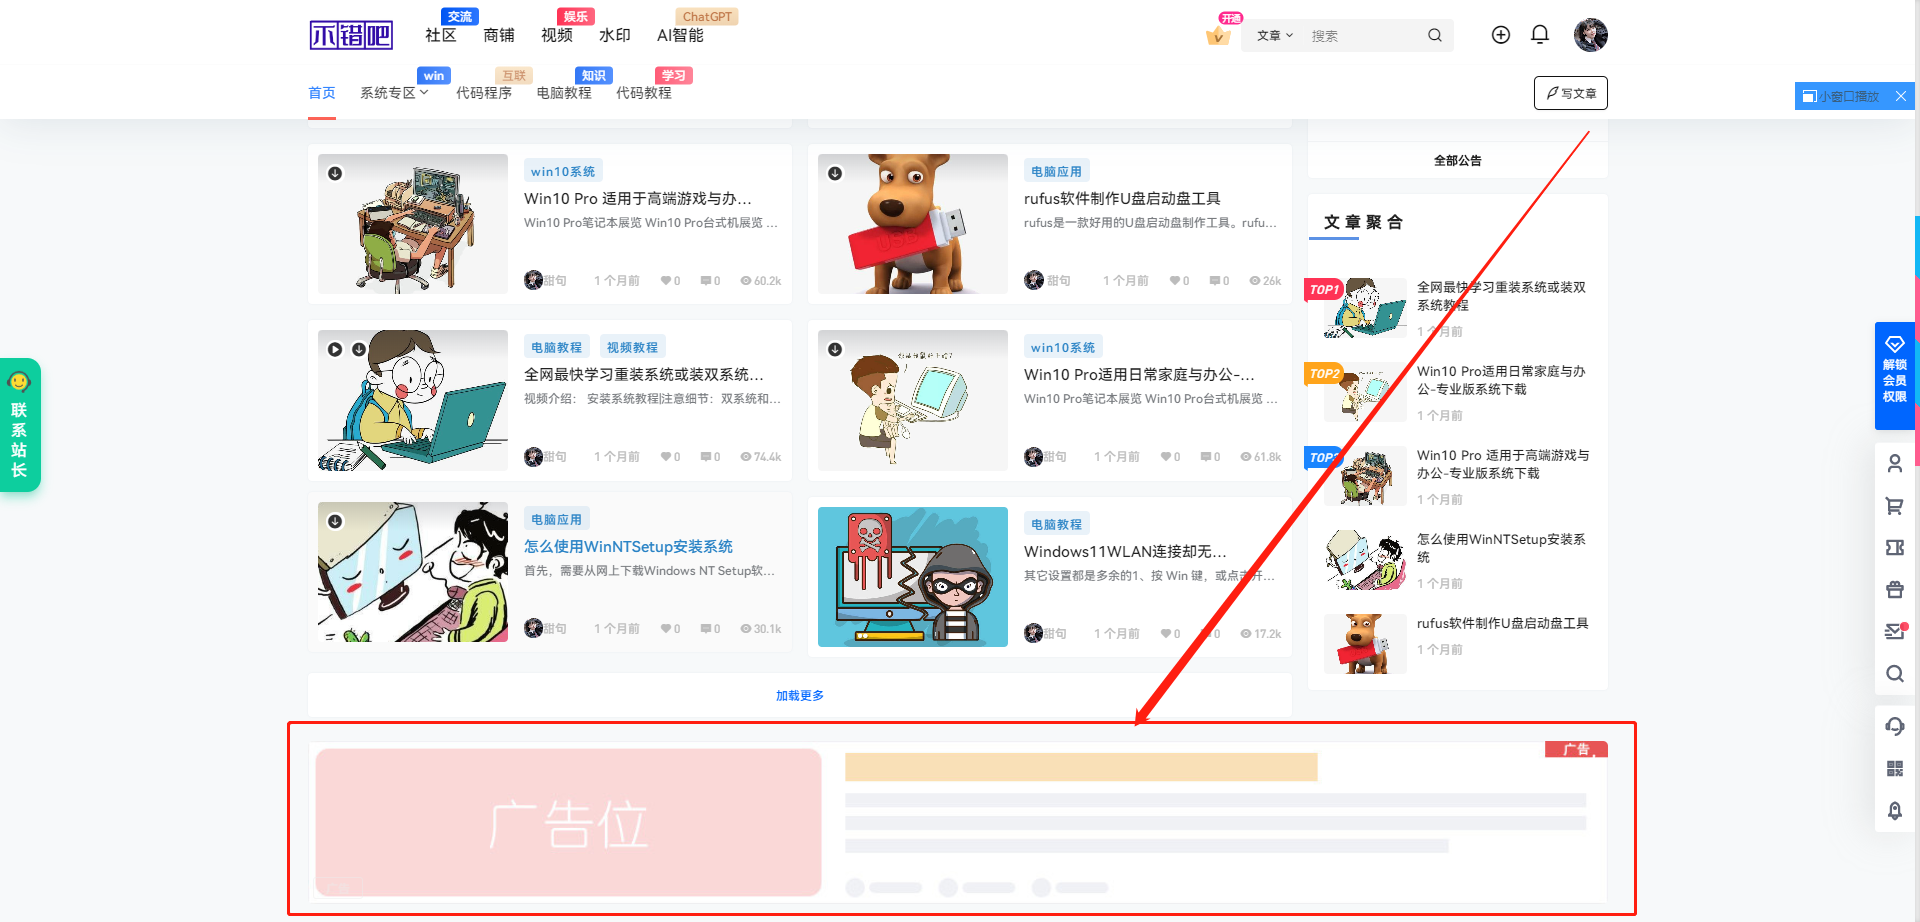 交流
娱乐
ChatGPT
不错吧
社区
商铺
视频
水印
AI智能
开通
文章
搜索
win
互联
知识
学习
首页
系统专区
代码程序
电脑教程
代码教程
写文章
小窗口播放
win10系统
Win10 Pro 适用于高端游戏与办...
Win10 Pro笔记本展览 Win10 Pro台式机展览 ...
甜句
1 个月前
0
0
60.2k
电脑应用
rufus软件制作U盘启动盘工具
rufus是一款好用的U盘启动盘制作工具。rufu...
甜句
1 个月前
0
0
26k
全部公告
文章聚合
TOP1
全网最快学习重装系统或装双
系统教程
1 个月前
TOP2
Win10 Pro适用日常家庭与办
公-专业版系统下载
1 个月前
Win10 Pro 适用于高端游戏与
办公-专业版系统下载
1 个月前
怎么使用WinNTSetup安装系
统
1 个月前
rufus软件制作U盘启动盘工具
1 个月前
电脑教程
视频教程
全网最快学习重装系统或装双系统...
视频介绍： 安装系统教程|注意细节：双系统和...
甜句
1 个月前
0
0
74.4k
win10系统
Win10 Pro适用日常家庭与办公-...
Win10 Pro笔记本展览 Win10 Pro台式机展览 ...
甜句
1 个月前
0
0
61.8k
电脑应用
怎么使用WinNTSetup安装系统
首先，需要从网上下载Windows NT Setup软...
甜句
1 个月前
0
0
30.1k
电脑教程
Windows11WLAN连接却无...
其它设置都是多余的1、按 Win 键，或点击开...
甜句
1 个月前
0
0
17.2k
加载更多
广告位
广告
联系站长
解锁
会员
权限